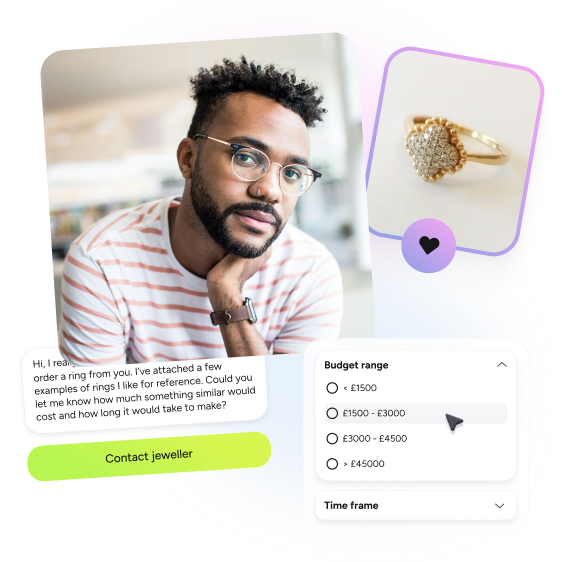 Hi, I
order a ring from you. I've attached a few
examples of rings I like for reference. Could you
let me know how much something similar would
cost and how long it would take to make?
Contact jeweller
Budget range
< £1500
£1500 - £3000
£3000 - £4500
> £45000
Time frame